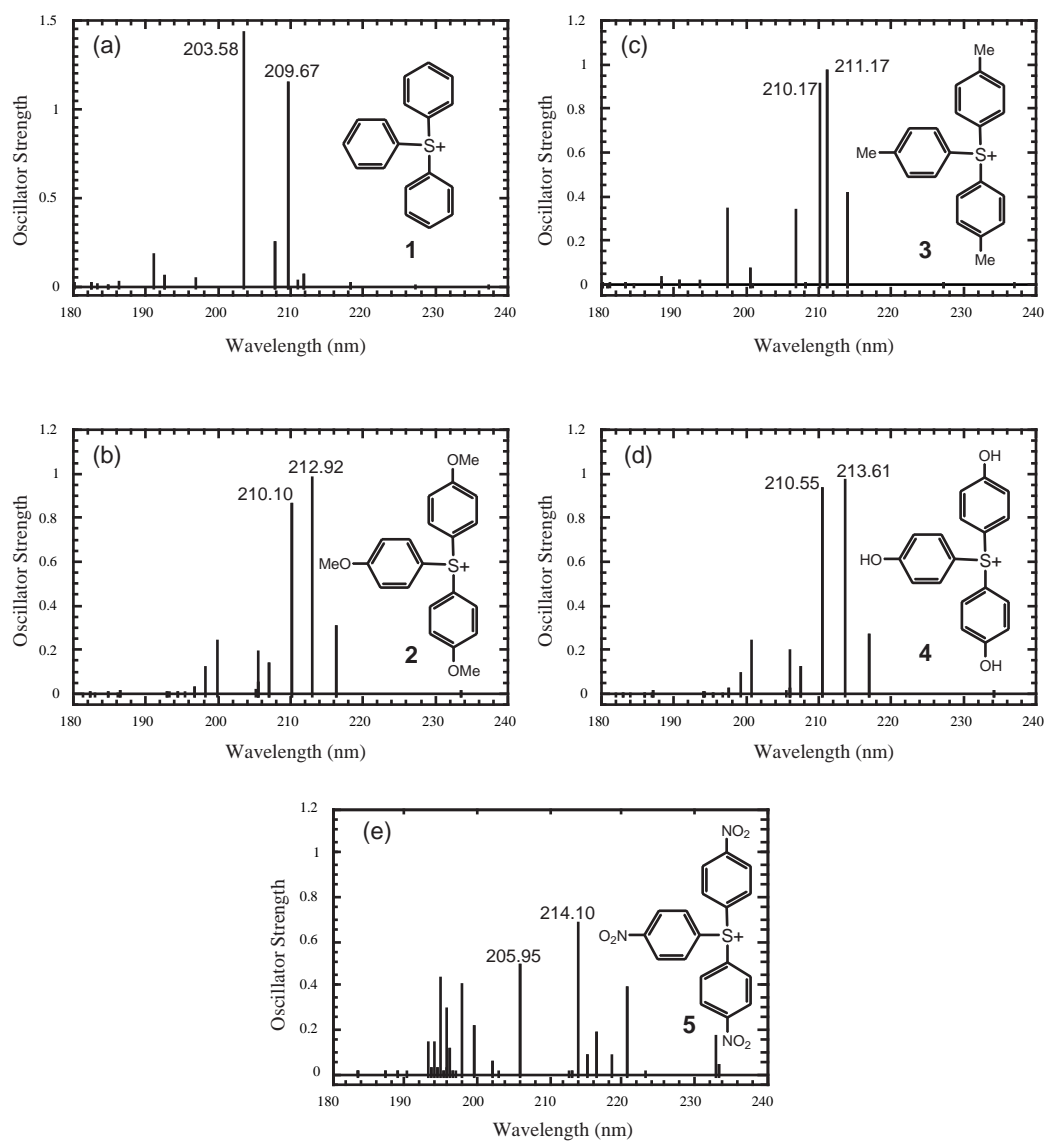 (a)
1.5
1
0.5
0
Oscillator Strength
203.58
209.67
S+
1
180 190 200 210 220 230 240
Wavelength (nm)
(c)
1.2
1
0.8
0.6
0.4
0.2
0
Oscillator Strength
210.17
211.17
Me
Me
S+
Me
3
180 190 200 210 220 230 240
Wavelength (nm)
(b)
1.2
1
0.8
0.6
0.4
0.2
0
Oscillator Strength
210.10
212.92
OMe
MeO
S+
OMe
2
180 190 200 210 220 230 240
Wavelength (nm)
(d)
1.2
1
0.8
0.6
0.4
0.2
0
Oscillator Strength
210.55
213.61
OH
HO
S+
OH
4
180 190 200 210 220 230 240
Wavelength (nm)
(e)
1.2
1
0.8
0.6
0.4
0.2
0
Oscillator Strength
205.95
214.10
NO2
O2N
S+
NO2
5
180 190 200 210 220 230 240
Wavelength (nm)